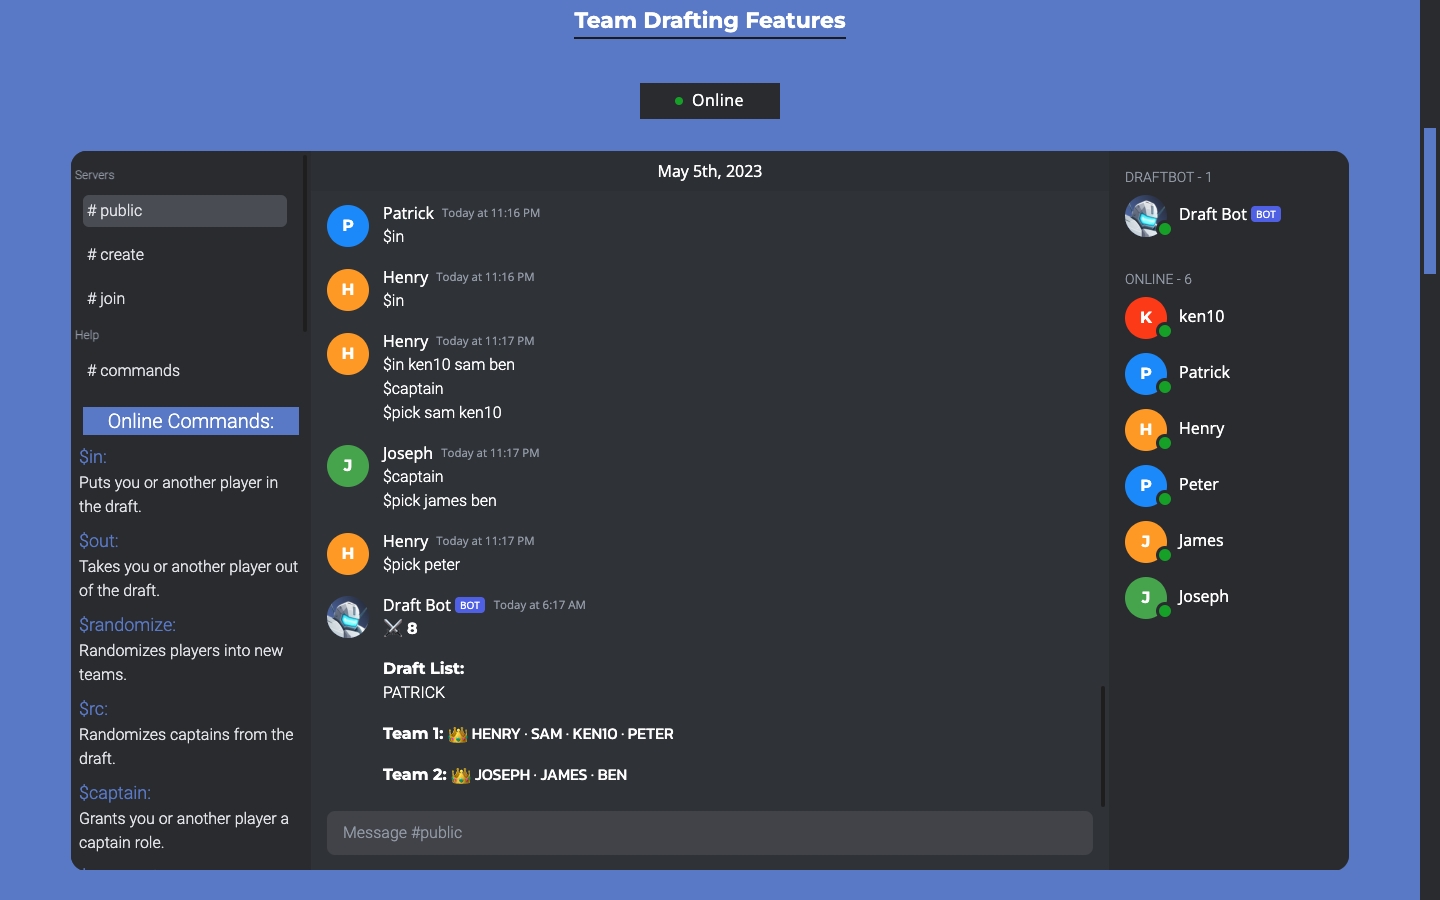 Team Drafting Features
Online
Servers
# public
# create
# join
Help
# commands
Online Commands:
$in:
Puts you or another player in
the draft.
$out:
Takes you or another player out
of the draft.
$randomize:
Randomizes players into new
teams.
$rc:
Randomizes captains from the
draft.
$captain:
Grants you or another player a
captain role.
May 5th, 2023
P
Patrick Today at 11:16 PM
$in
H
Henry Today at 11:16 PM
$in
H
Henry Today at 11:17 PM
$in ken10 sam ben
$captain
$pick sam ken10
J
Joseph Today at 11:17 PM
$captain
$pick james ben
H
Henry Today at 11:17 PM
$pick peter
Draft Bot BOT Today at 6:17 AM
⚔️ 8
Draft List:
PATRICK
Team 1: 👑 HENRY · SAM · KEN10 · PETER
Team 2: 👑 JOSEPH · JAMES · BEN
Message #public
DRAFTBOT - 1
Draft Bot BOT
ONLINE - 6
K ken10
P Patrick
H Henry
P Peter
J James
J Joseph